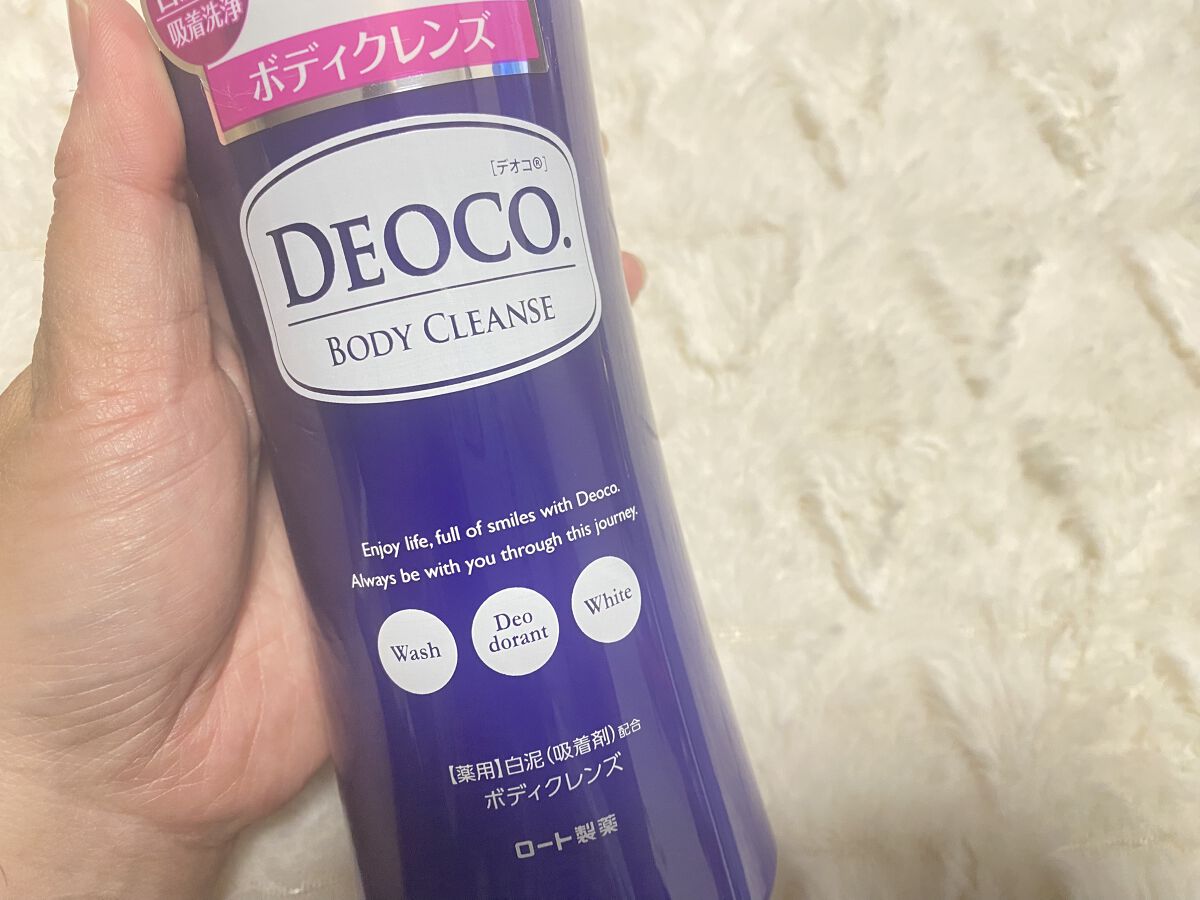 吸着洗浄
ボディクレンズ
[デオコ®]
DEOCO.
BODY CLEANSE
Enjoy life, full of smiles with Deoco.
Always be with you through this journey.
Wash
Deo
dorant
White
【薬用】白泥(吸着剤)配合
ボディクレンズ
ロート製薬